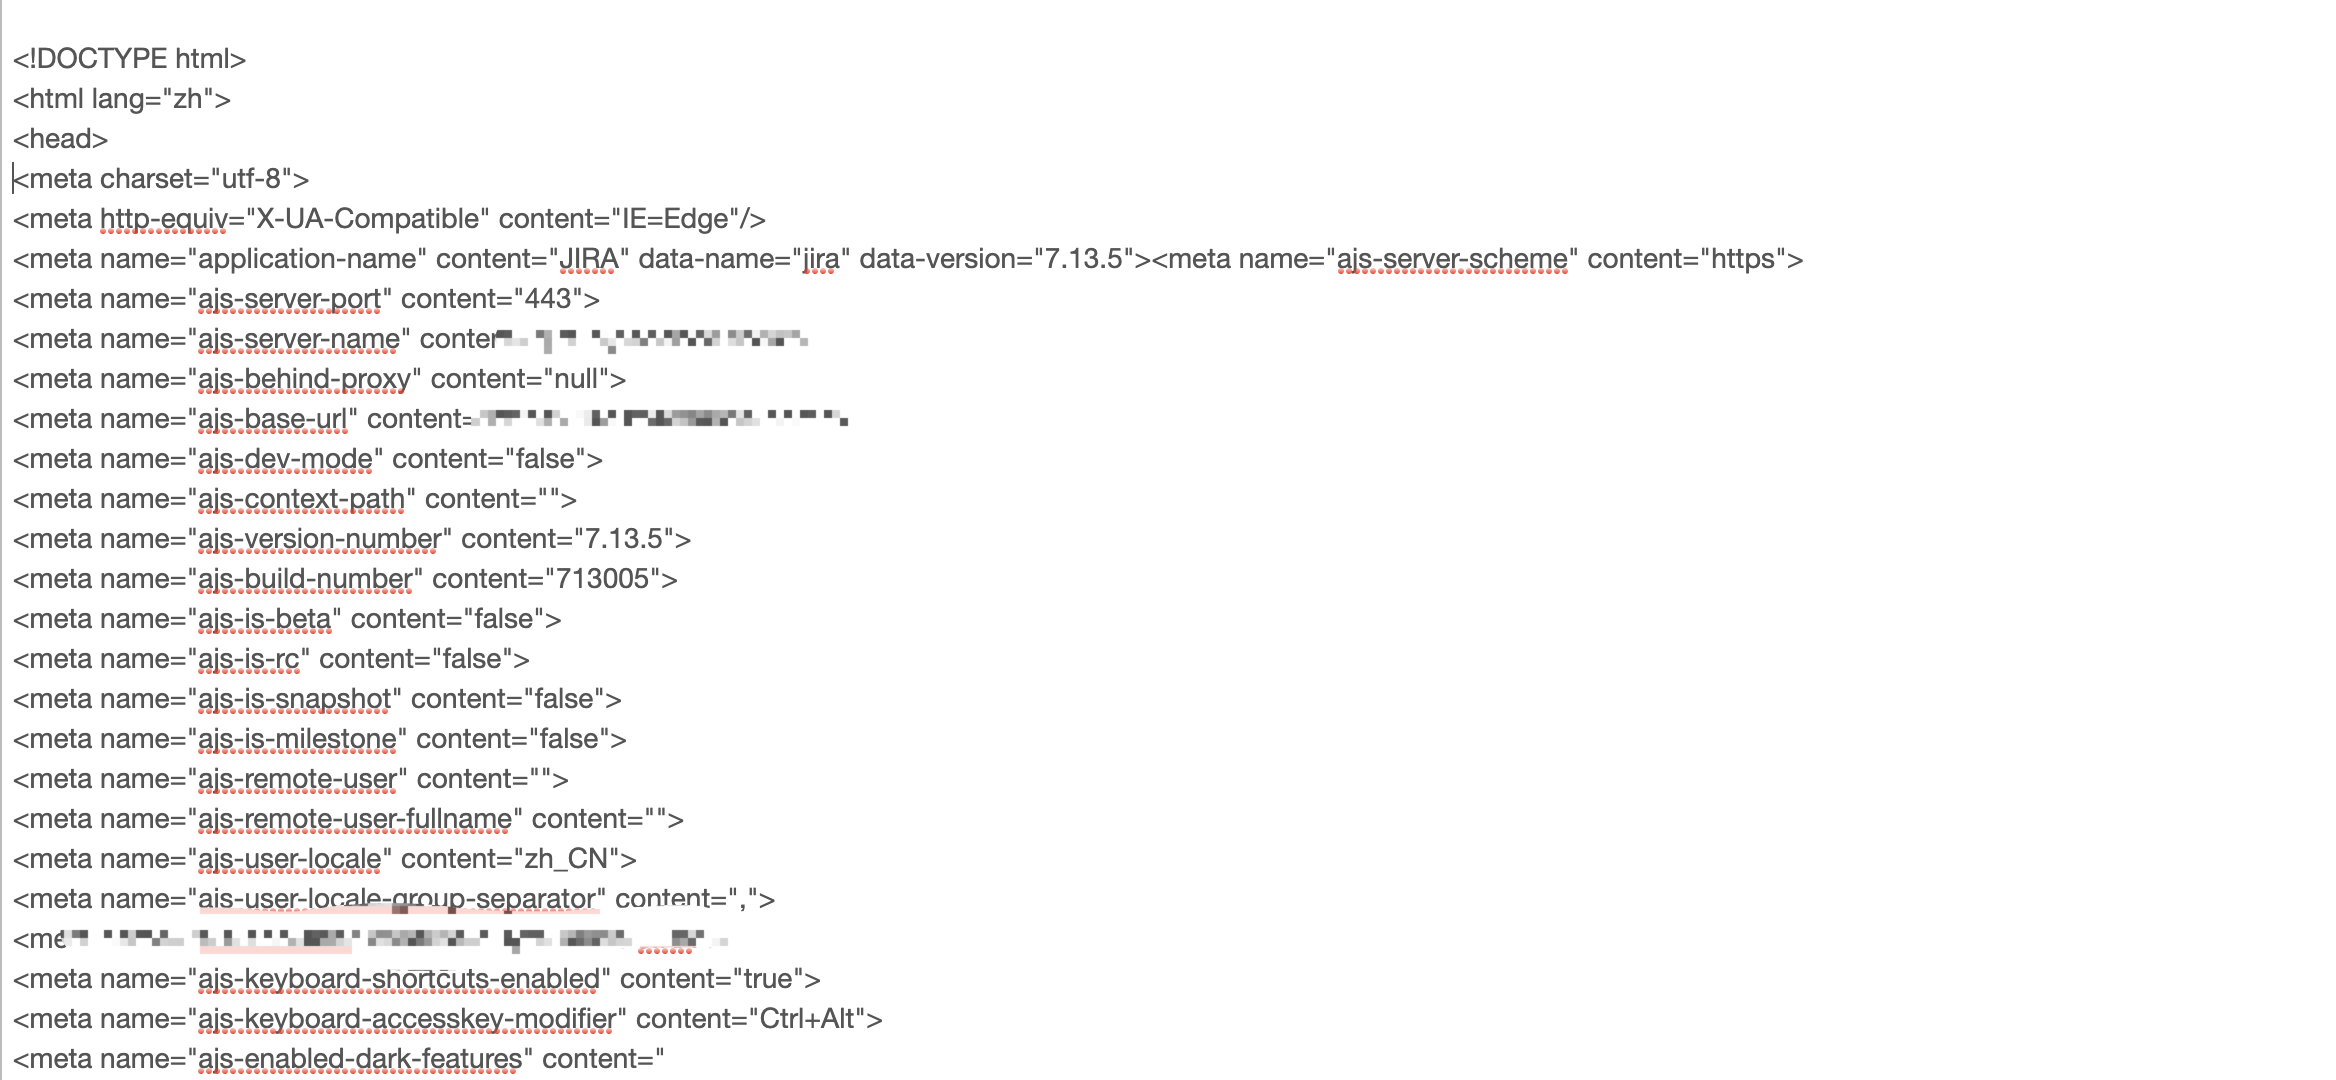 <!DOCTYPE html>
<html lang="zh">
<head>
<meta charset="utf-8">
<meta http-equiv="X-UA-Compatible" content="IE=Edge"/>
<meta name="application-name" content="JIRA" data-name="jira" data-version="7.13.5"><meta name="ajs-server-scheme" content="https">
<meta name="ajs-server-port" content="443">
<meta name="ajs-server-name"
<meta name="ajs-behind-proxy" content="null">
<meta name="ajs-base-url" content=
<meta name="ajs-dev-mode" content="false">
<meta name="ajs-context-path" content="">
<meta name="ajs-version-number" content="7.13.5">
<meta name="ajs-build-number" content="713005">
<meta name="ajs-is-beta" content="false">
<meta name="ajs-is-rc" content="false">
<meta name="ajs-is-snapshot" content="false">
<meta name="ajs-is-milestone" content="false">
<meta name="ajs-remote-user" content="">
<meta name="ajs-remote-user-fullname" content="">
<meta name="ajs-user-locale" content="zh_CN">
<meta name="ajs-user-locale-group-separator" content=",">
<meta name="ajs-keyboard-shortcuts-enabled" content="true">
<meta name="ajs-keyboard-accesskey-modifier" content="Ctrl+Alt">
<meta name="ajs-enabled-dark-features" content="